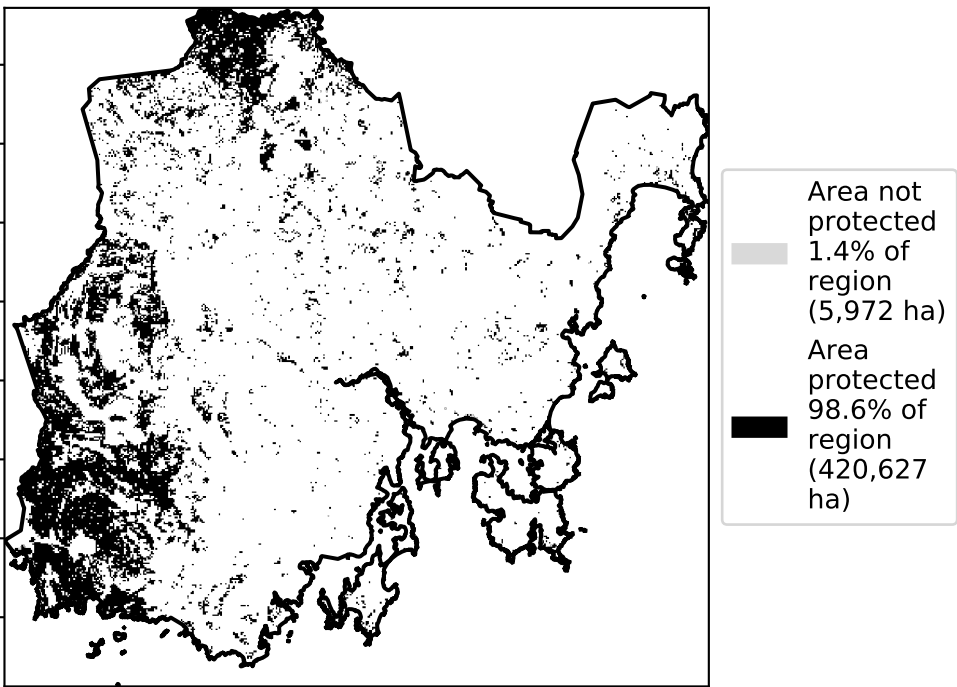 Area not
protected
1.4% of
region
(5,972 ha)
Area
protected
98.6% of
region
(420,627
ha)